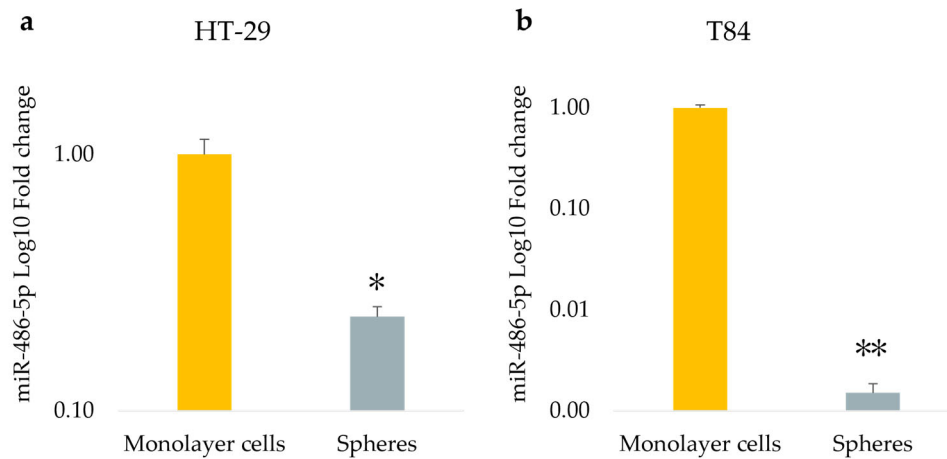 a
HT-29
miR-486-5p Log10 Fold change
1.00
0.10
*
Monolayer cells
Spheres
b
T84
miR-486-5p Log10 Fold change
1.00
0.10
0.01
0.00
**
Monolayer cells
Spheres